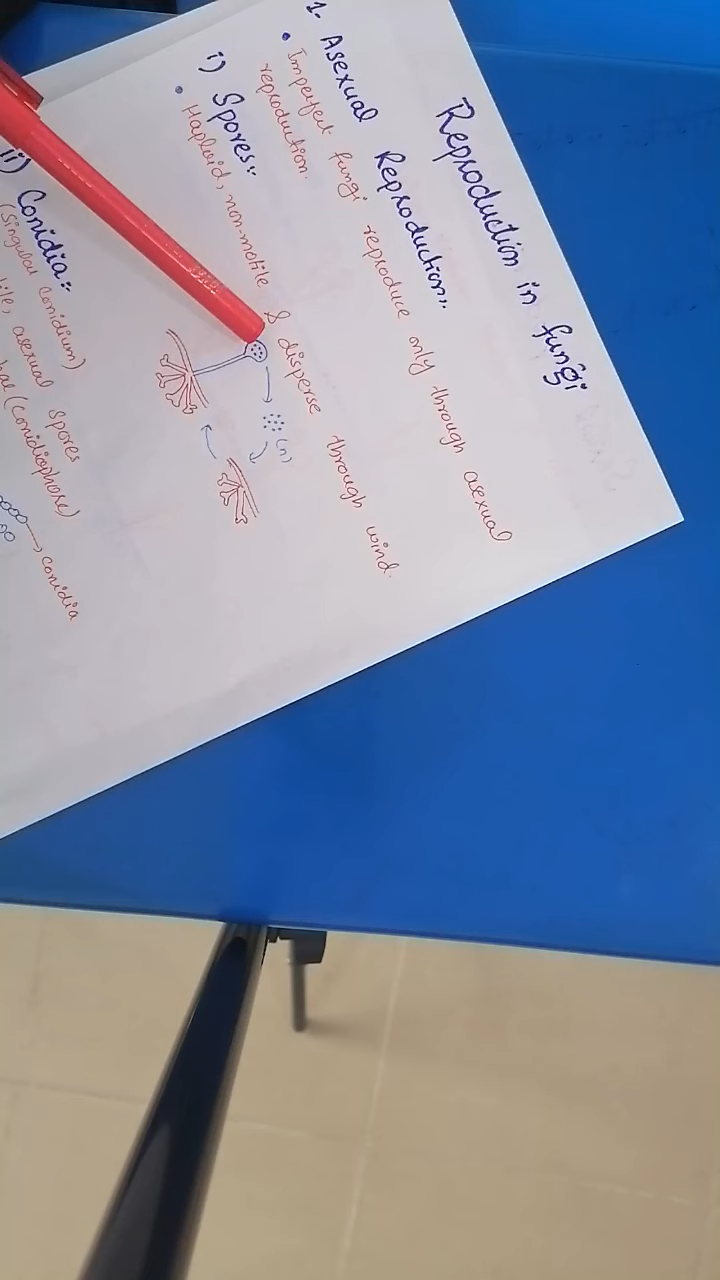 Reproduction in fungi
1. Asexual Reproduction:-
• Imperfect fungi reproduce only through asexual
reproduction.
i) Spores:-
• Haploid, non-motile & disperse through wind.
(n)
ii) Conidia:-
(Singular conidium)
asexual spores
(conidiophore)
conidia